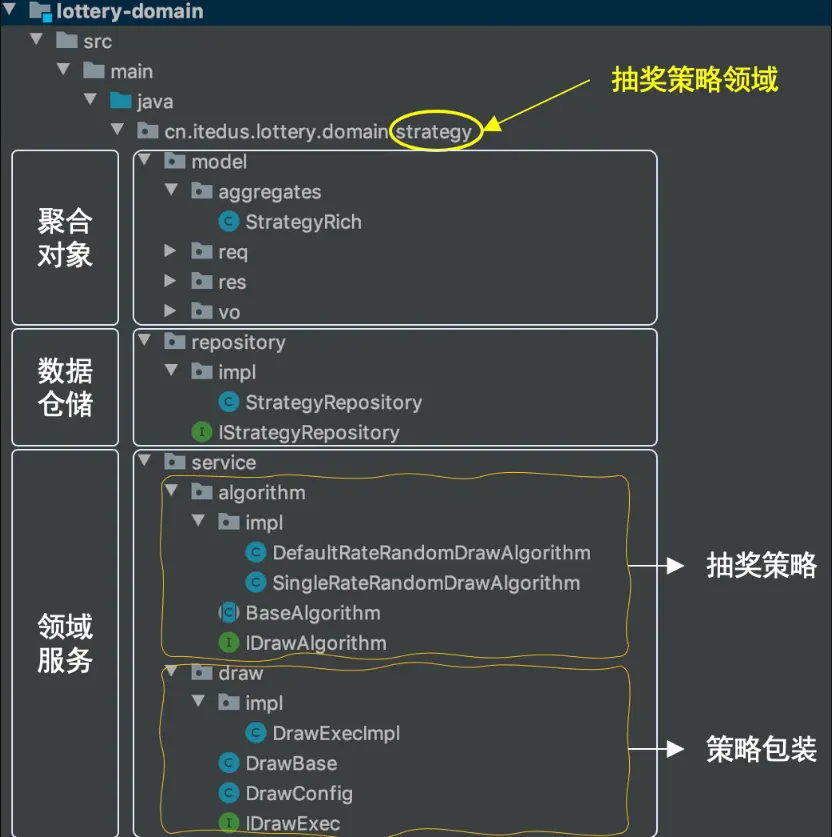 lottery-domain
src
main
java
cn.itedus.lottery.domain.strategy
抽奖策略领域
聚合
对象
model
aggregates
StrategyRich
req
res
vo
数据
仓储
repository
impl
StrategyRepository
IStrategyRepository
领域
服务
service
algorithm
impl
DefaultRateRandomDrawAlgorithm
SingleRateRandomDrawAlgorithm
BaseAlgorithm
IDrawAlgorithm
抽奖策略
draw
impl
DrawExecImpl
DrawBase
DrawConfig
IDrawExec
策略包装